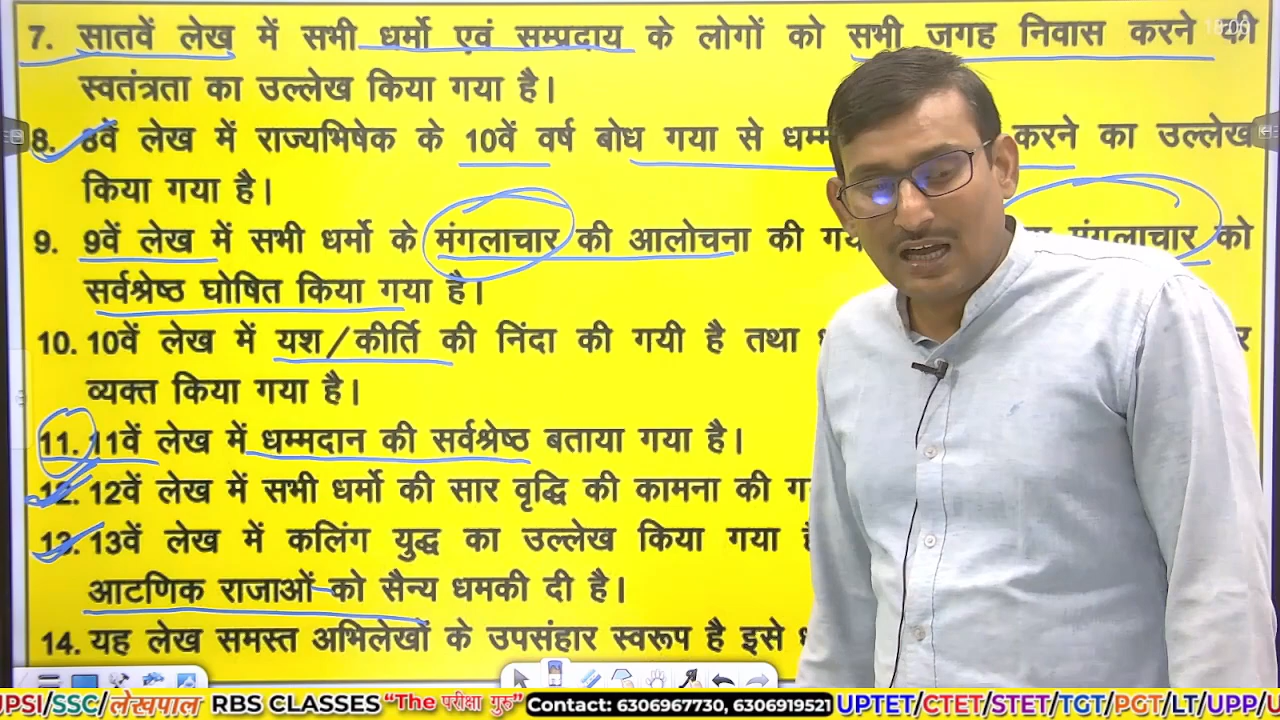 7. सातवें लेख में सभी धर्मो एवं सम्प्रदाय के लोगों को सभी जगह निवास करने की
18:00
स्वतंत्रता का उल्लेख किया गया है।
8. 8वें लेख में राज्यभिषेक के 10वें वर्ष बोध गया से धम्म करने का उल्लेख
किया गया है।
9. 9वें लेख में सभी धर्मो के मंगलाचार की आलोचना की मंगलाचार को
सर्वश्रेष्ठ घोषित किया गया है।
10. 10वें लेख में यश/कीर्ति की निंदा की गयी है तथा
व्यक्त किया गया है।
11. 11वें लेख में धम्मदान की सर्वश्रेष्ठ बताया गया है।
12. 12वें लेख में सभी धर्मो की सार वृद्धि की कामना की
13. 13वें लेख में कलिंग युद्ध का उल्लेख किया गया
आटणिक राजाओं को सैन्य धमकी दी है।
14. यह लेख समस्त अभिलेखों के उपसंहार स्वरूप है इसे
UPSI/SSC/लेखपाल RBS CLASSES “The परीक्षा गुरु” Contact: 6306967730, 6306919521 UPTET/CTET/STET/TGT/PGT/LT/UPP/U